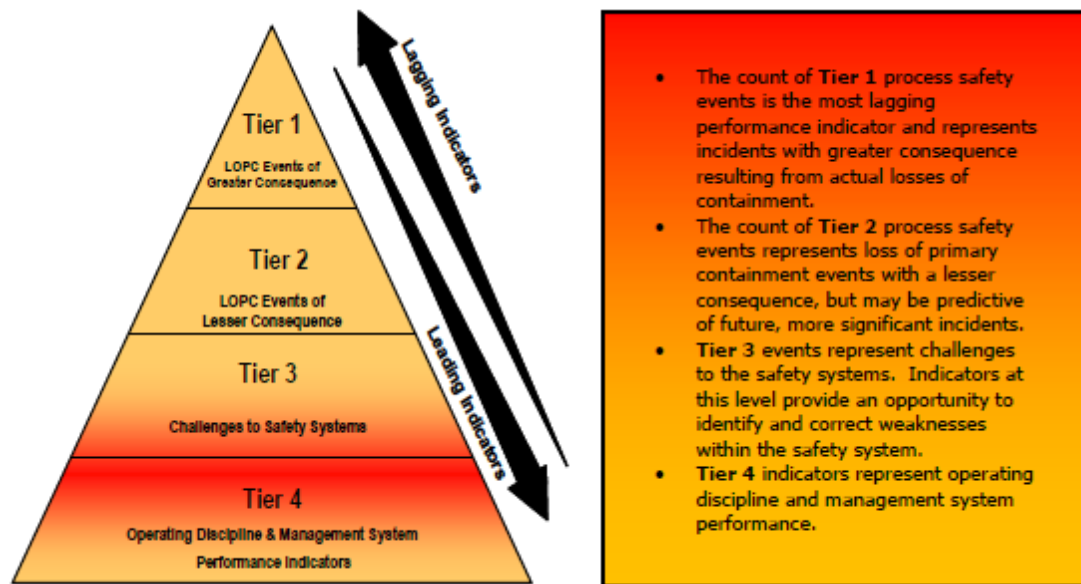 Tier 1
LOPC Events of
Greater Consequence
Tier 2
LOPC Events of
Lesser Consequence
Tier 3
Challenges to Safety Systems
Tier 4
Operating Discipline & Management System
Performance Indicators
Lagging Indicators
Leading Indicators
• The count of Tier 1 process safety
events is the most lagging
performance indicator and represents
incidents with greater consequence
resulting from actual losses of
containment.
• The count of Tier 2 process safety
events represents loss of primary
containment events with a lesser
consequence, but may be predictive
of future, more significant incidents.
• Tier 3 events represent challenges
to the safety systems.  Indicators at
this level provide an opportunity to
identify and correct weaknesses
within the safety system.
• Tier 4 indicators represent operating
discipline and management system
performance.